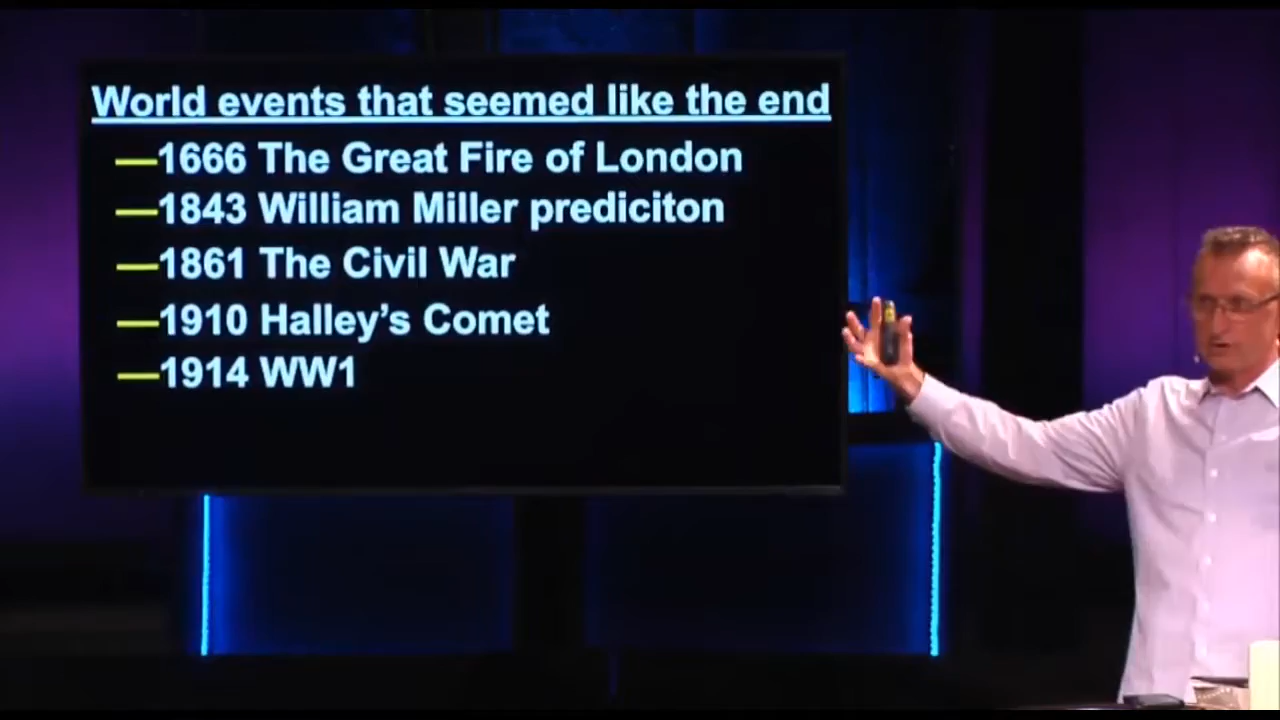 World events that seemed like the end
—1666 The Great Fire of London
—1843 William Miller prediciton
—1861 The Civil War
—1910 Halley’s Comet
—1914 WW1